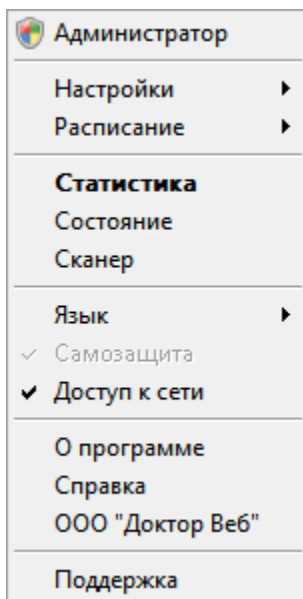 Администратор
Настройки
Расписание
Статистика
Состояние
Сканер
Язык
Самозащита
Доступ к сети
О программе
Справка
ООО "Доктор Веб"
Поддержка